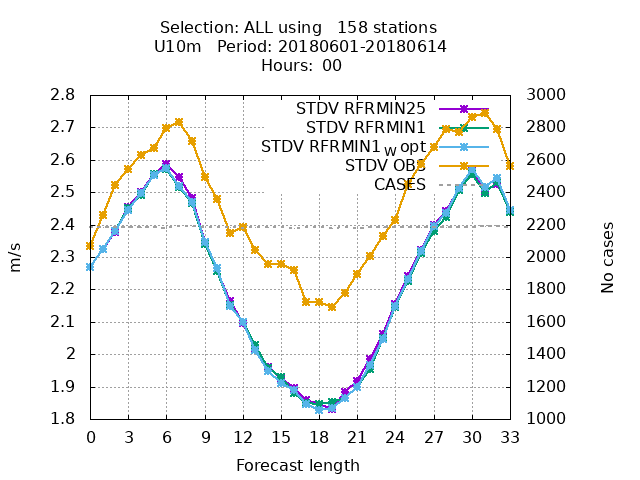 Selection: ALL using   158 stations
U10m   Period: 20180601-20180614
Hours:  00
STDV RFRMIN25
STDV RFRMIN1
STDV RFRMIN1_W opt
STDV OBS
CASES
m/s
2.8
2.7
2.6
2.5
2.4
2.3
2.2
2.1
2
1.9
1.8
3000
2800
2600
2400
2200
2000
1800
1600
1400
1200
1000
No cases
0 3 6 9 12 15 18 21 24 27 30 33
Forecast length